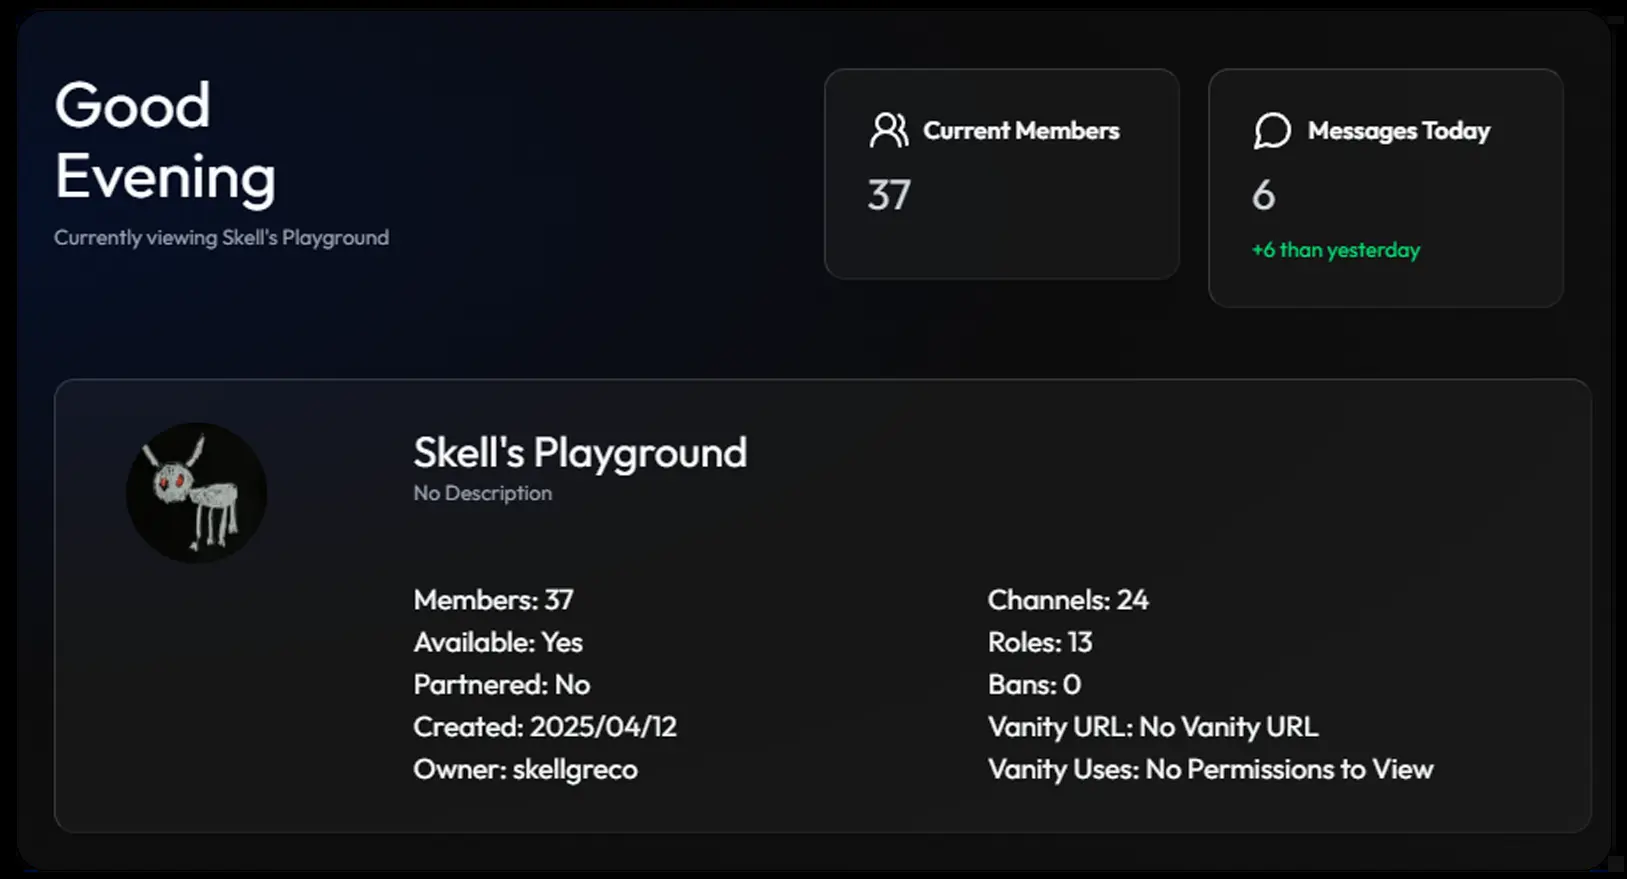 Good
Evening
Currently viewing Skell's Playground
Current Members
37
Messages Today
6
+6 than yesterday
Skell's Playground
No Description
Members: 37
Available: Yes
Partnered: No
Created: 2025/04/12
Owner: skellgreco
Channels: 24
Roles: 13
Bans: 0
Vanity URL: No Vanity URL
Vanity Uses: No Permissions to View